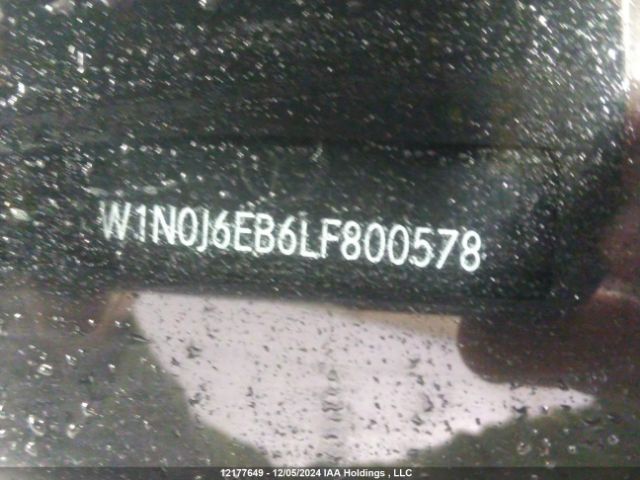 W1N0J6EB6LF800578
12177649 - 12/05/2024 IAA Holdings , LLC